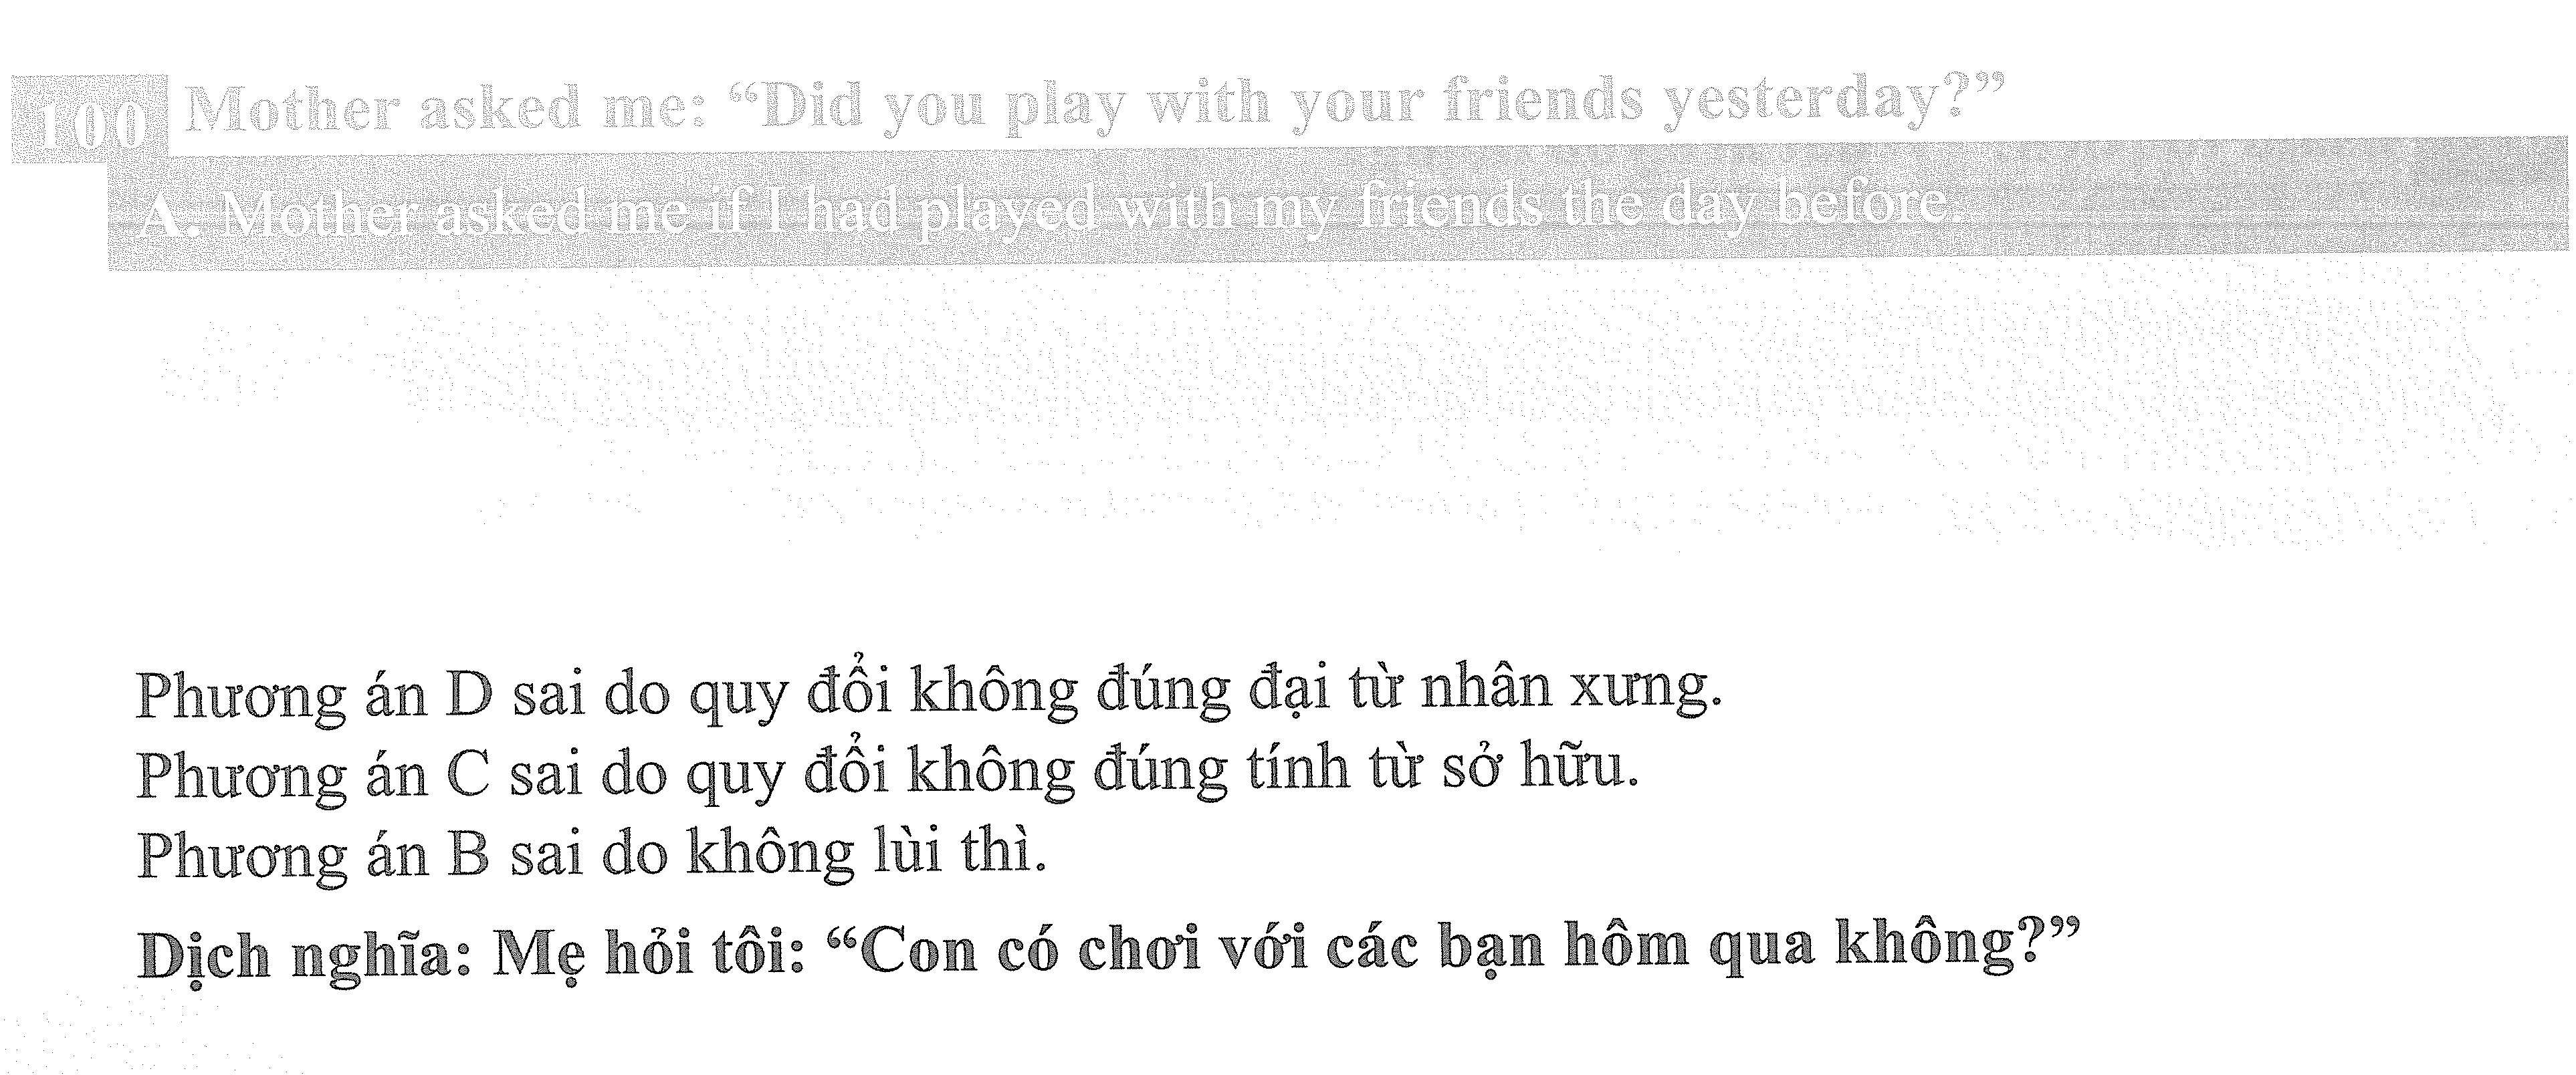 100 Mother asked me: “Did you play with your friends yesterday?”
A. Mother asked me if I had played with my friends the day before.
Phương án D sai do quy đổi không đúng đại từ nhân xưng.
Phương án C sai do quy đổi không đúng tính từ sở hữu.
Phương án B sai do không lùi thì.
Dịch nghĩa: Mẹ hỏi tôi: “Con có chơi với các bạn hôm qua không?”